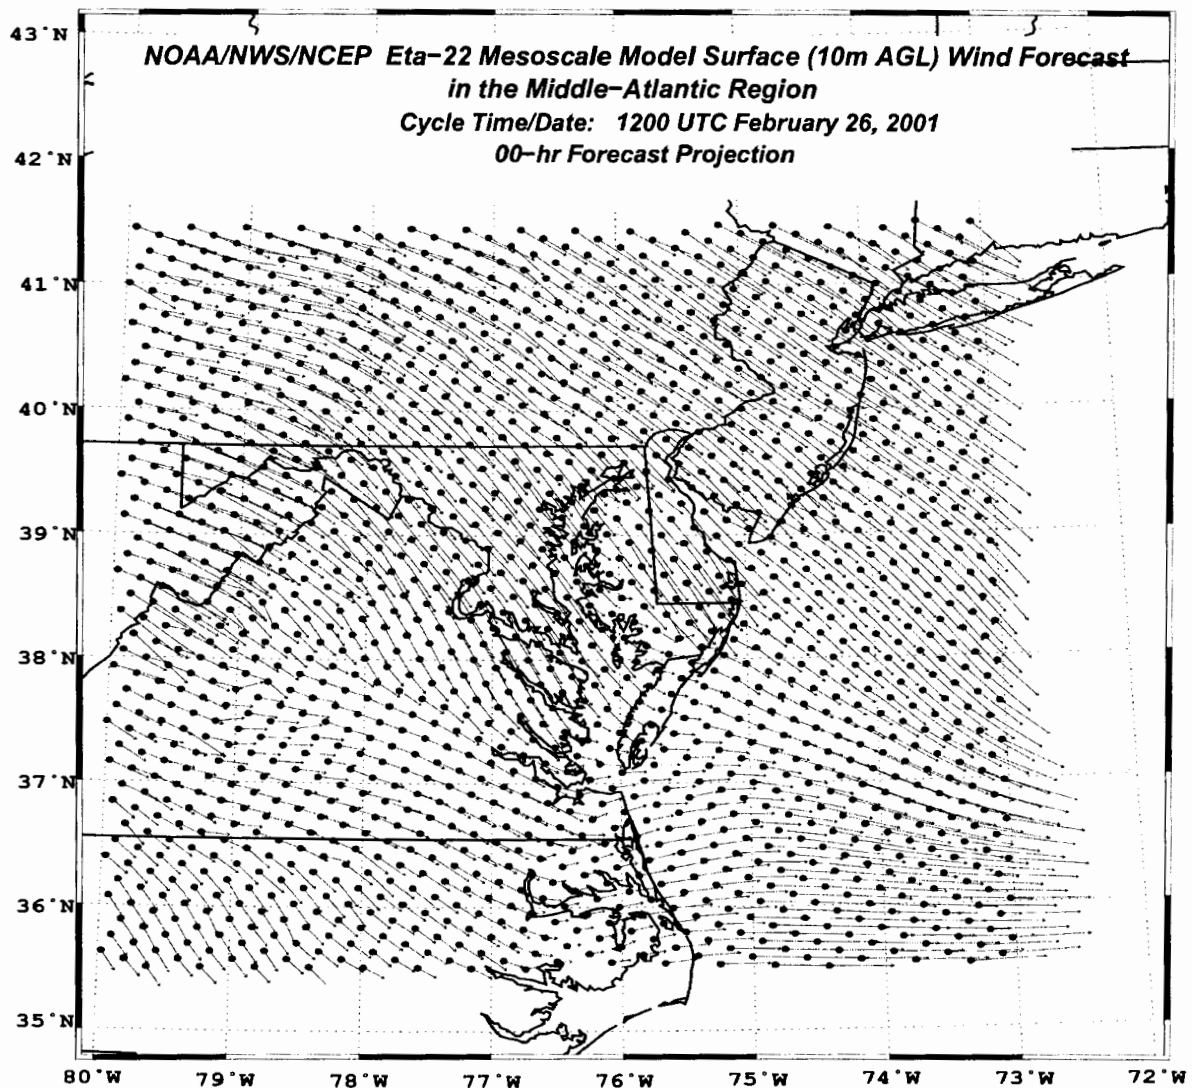 NOAA/NWS/NCEP Eta−22 Mesoscale Model Surface (10m AGL) Wind Forecast
in the Middle−Atlantic Region
Cycle Time/Date: 1200 UTC February 26, 2001
00−hr Forecast Projection
43°N
42°N
41°N
40°N
39°N
38°N
37°N
36°N
35°N
80°W 79°W 78°W 77°W 76°W 75°W 74°W 73°W 72°W